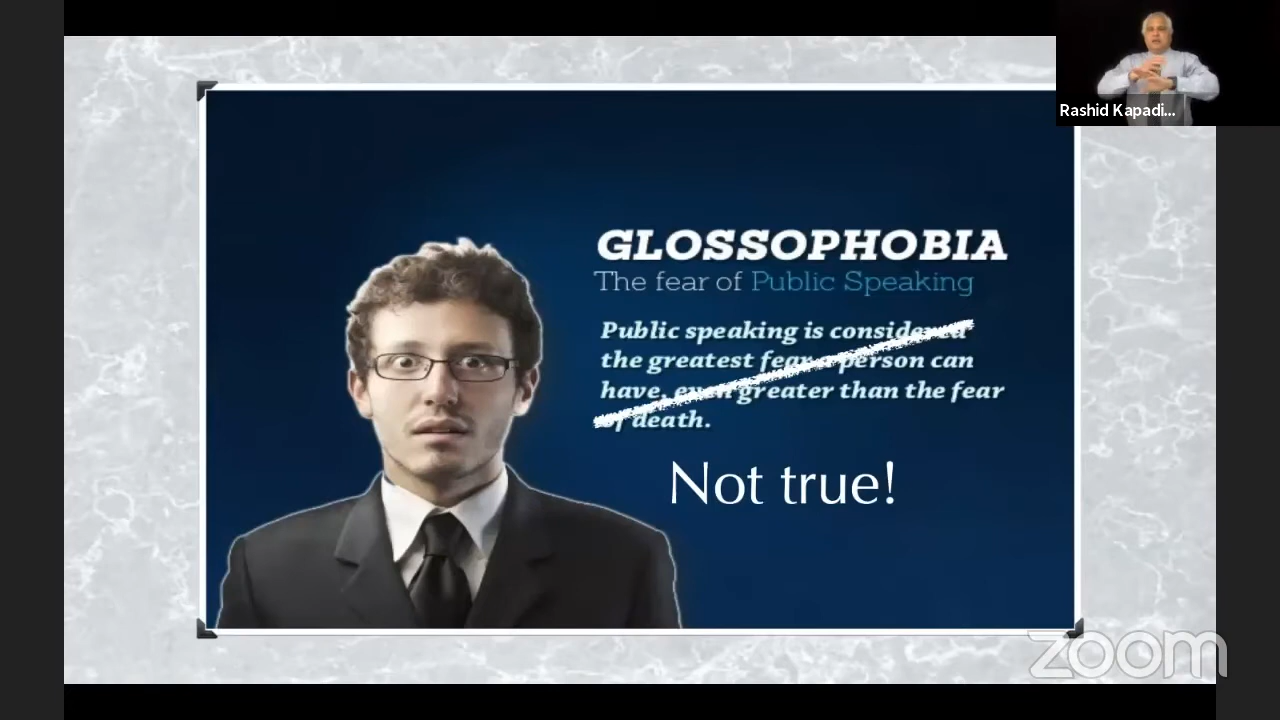 Rashid Kapadi...
GLOSSOPHOBIA
The fear of Public Speaking
Public speaking is considered
the greatest fear a person can
have, even greater than the fear
of death.
Not true!
zoom